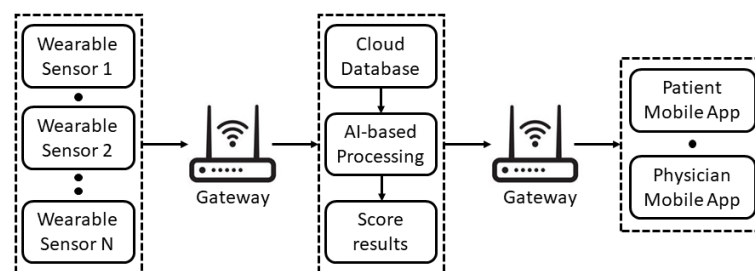 Wearable
Sensor 1
Wearable
Sensor 2
Wearable
Sensor N
Gateway
Cloud
Database
AI-based
Processing
Score
results
Gateway
Patient
Mobile App
Physician
Mobile App